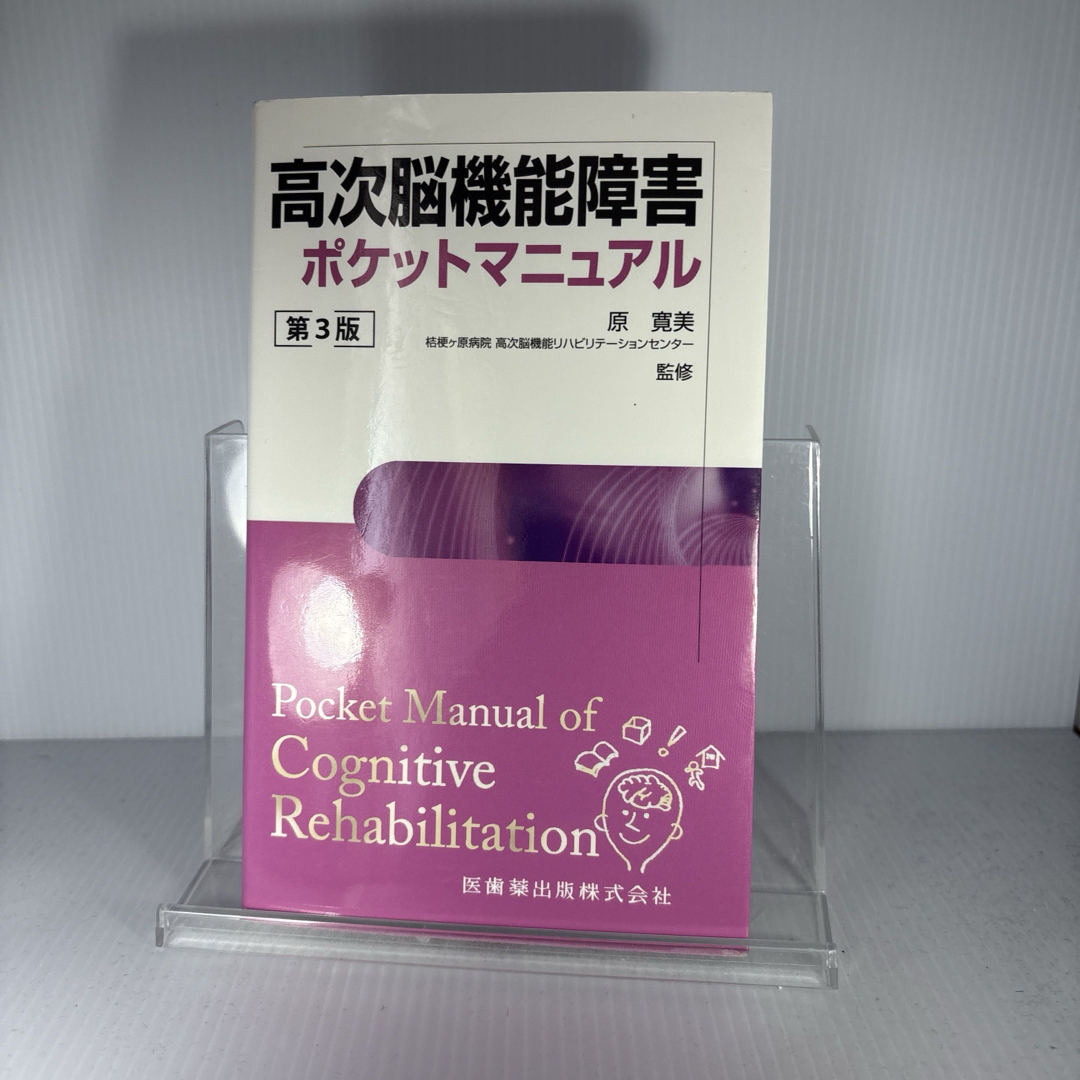 高次脳機能障害
ポケットマニュアル
第3版
原 寛美
桔梗ヶ原病院 高次脳機能リハビリテーションセンター
監修
Pocket Manual of
Cognitive
Rehabilitation
医歯薬出版株式会社